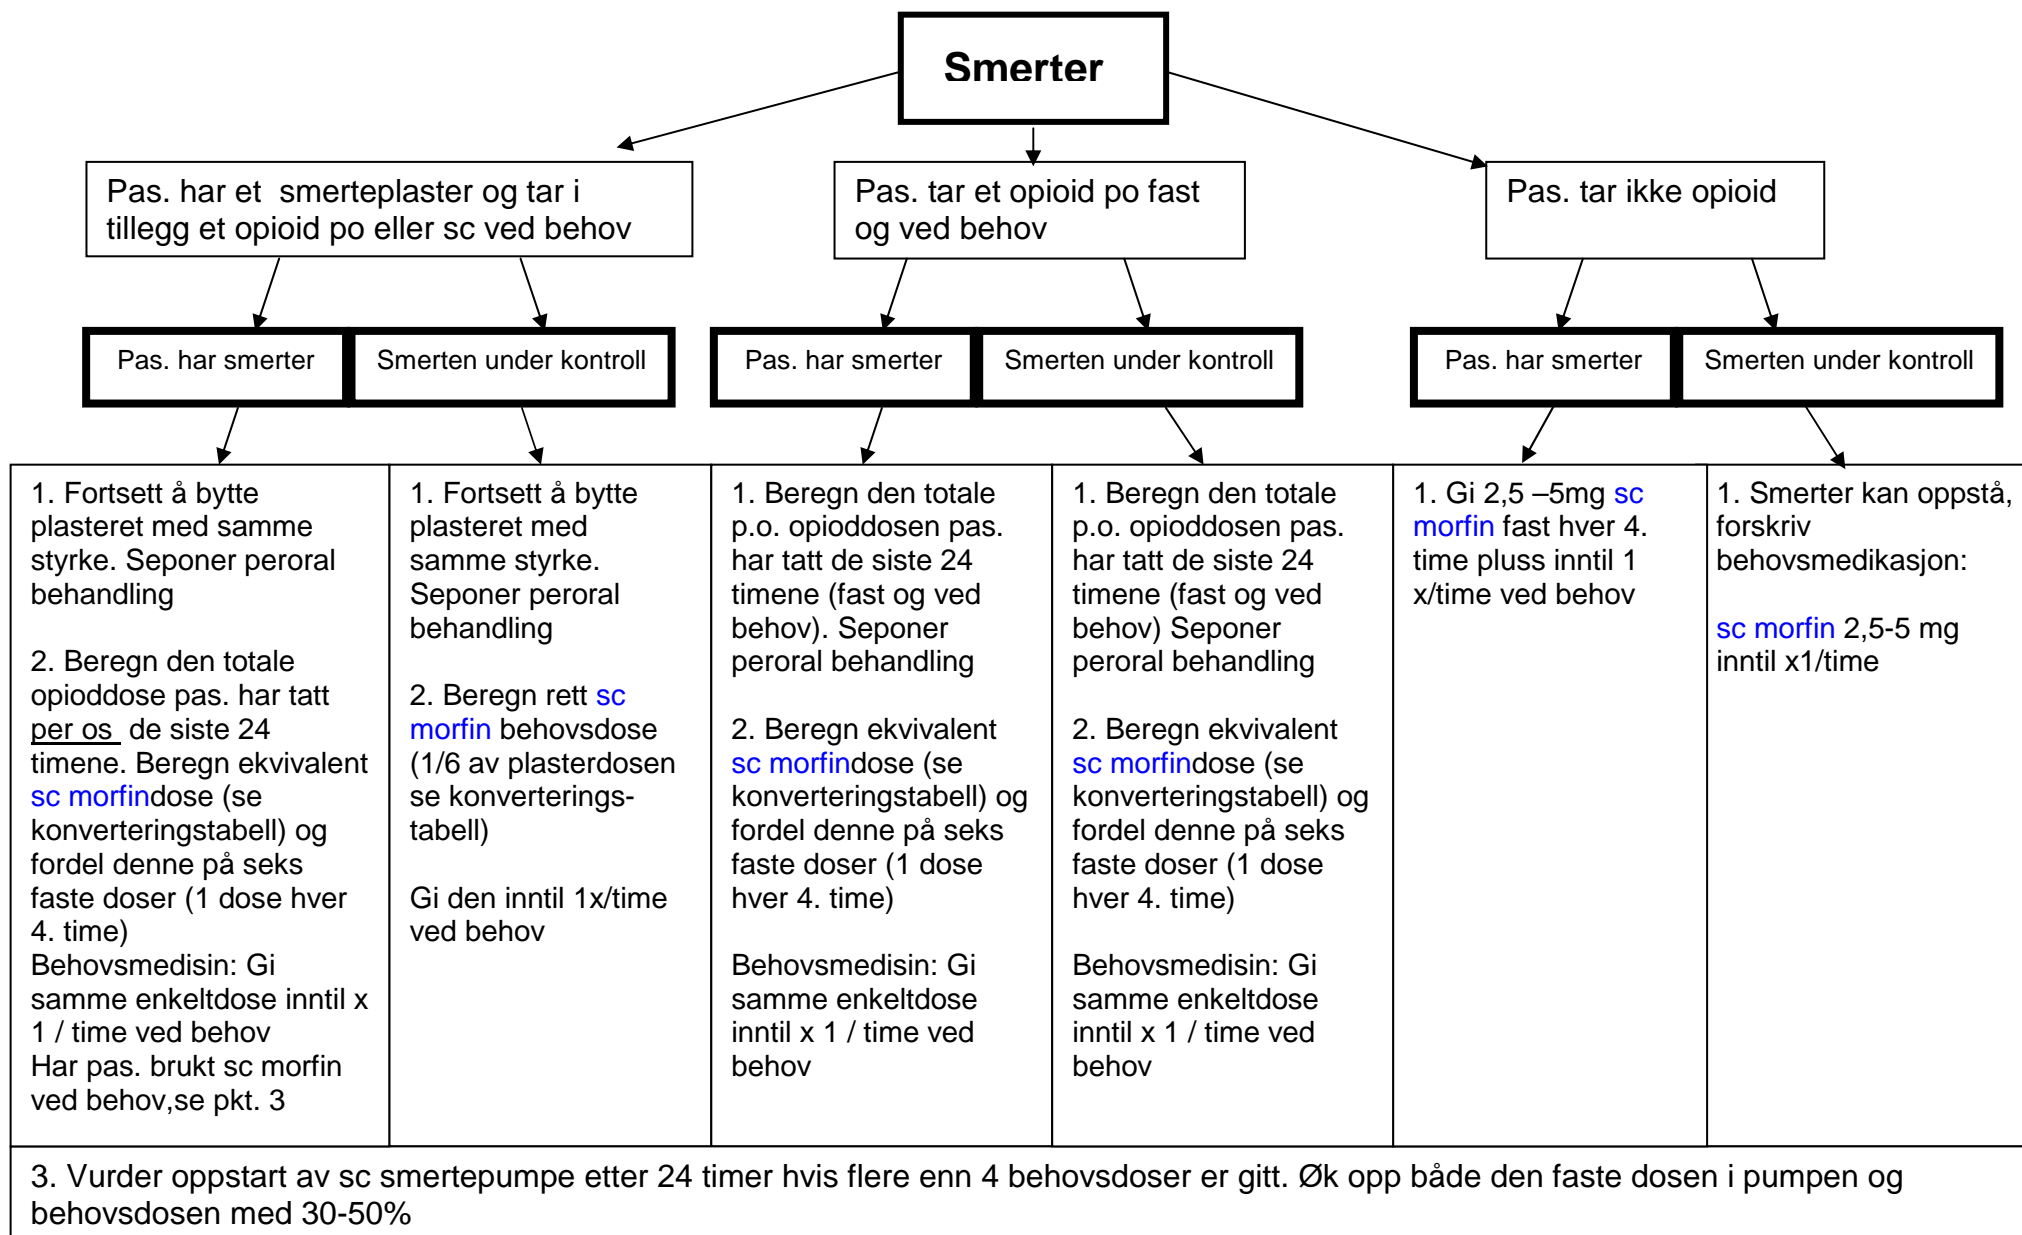 Smerter
Pas. har et  smerteplaster og tar i
tillegg et opioid po eller sc ved behov
Pas. tar et opioid po fast
og ved behov
Pas. tar ikke opioid
Pas. har smerter
Smerten under kontroll
Pas. har smerter
Smerten under kontroll
Pas. har smerter
Smerten under kontroll
1. Fortsett å bytte
plasteret med samme
styrke. Seponer peroral
behandling
2. Beregn den totale
opioddose pas. har tatt
per os  de siste 24
timene. Beregn ekvivalent
sc morfindose (se
konverteringstabell) og
fordel denne på seks
faste doser (1 dose hver
4. time)
Behovsmedisin: Gi
samme enkeltdose inntil x
1 / time ved behov
Har pas. brukt sc morfin
ved behov,se pkt. 3
1. Fortsett å bytte
plasteret med
samme styrke.
Seponer peroral
behandling
2. Beregn rett sc
morfin behovsdose
(1/6 av plasterdosen
se konverterings-
tabell)
Gi den inntil 1x/time
ved behov
1. Beregn den totale
p.o. opioddosen pas.
har tatt de siste 24
timene (fast og ved
behov). Seponer
peroral behandling
2. Beregn ekvivalent
sc morfindose (se
konverteringstabell) og
fordel denne på seks
faste doser (1 dose
hver 4. time)
Behovsmedisin: Gi
samme enkeltdose
inntil x 1 / time ved
behov
1. Beregn den totale
p.o. opioddosen pas.
har tatt de siste 24
timene (fast og ved
behov) Seponer
peroral behandling
2. Beregn ekvivalent
sc morfindose (se
konverteringstabell) og
fordel denne på seks
faste doser (1 dose
hver 4. time)
Behovsmedisin: Gi
samme enkeltdose
inntil x 1 / time ved
behov
1. Gi 2,5 –5mg sc
morfin fast hver 4.
time pluss inntil 1
x/time ved behov
1. Smerter kan oppstå,
forskriv
behovsmedikasjon:
sc morfin 2,5-5 mg
inntil x1/time
3. Vurder oppstart av sc smertepumpe etter 24 timer hvis flere enn 4 behovsdoser er gitt. Øk opp både den faste dosen i pumpen og
behovsdosen med 30-50%